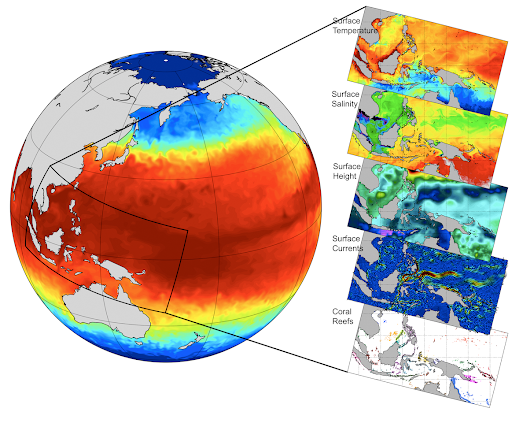 Surface
Temperature
Surface
Salinity
Surface
Height
Surface
Currents
Coral
Reefs